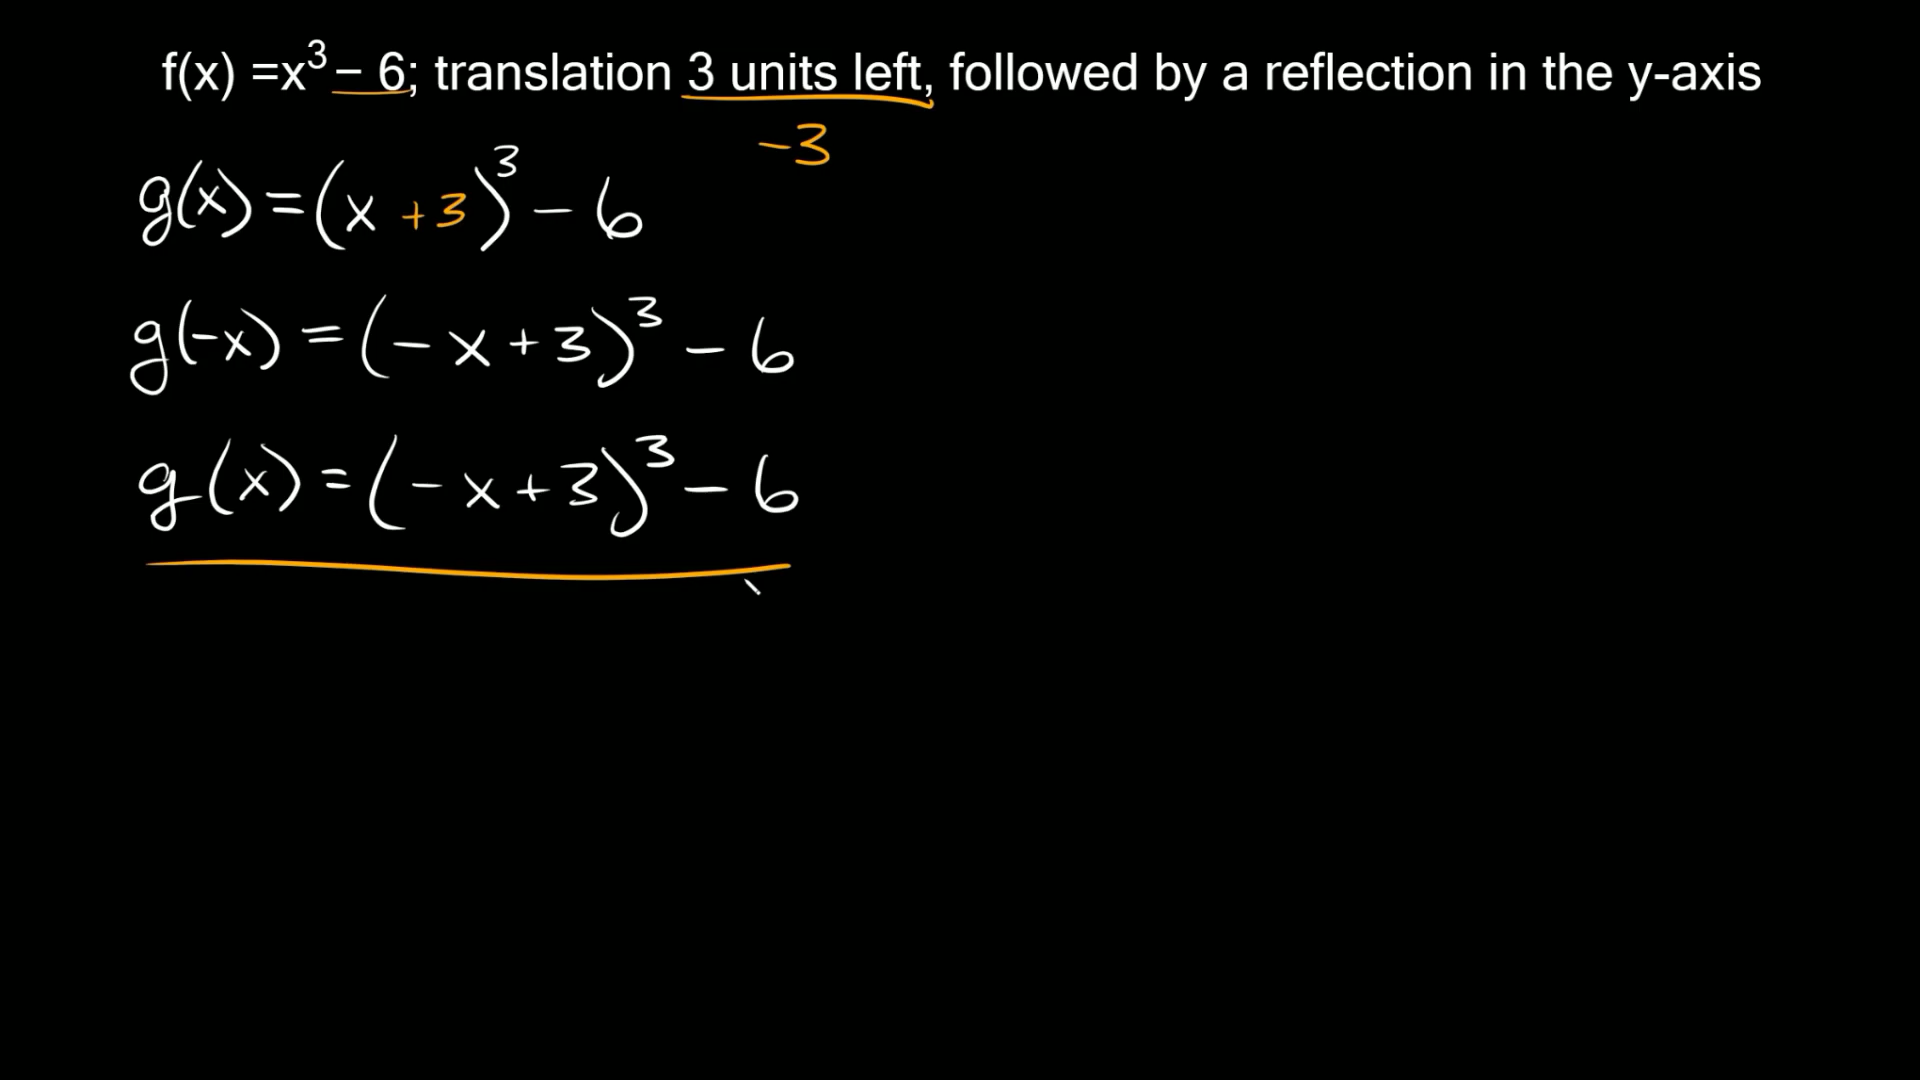 f(x) =x³ − 6; translation 3 units left, followed by a reflection in the y-axis
−3
g(x) = (x +3)³ − 6
g(−x) = (− x + 3)³ − 6
g(x) = (− x + 3)³ − 6